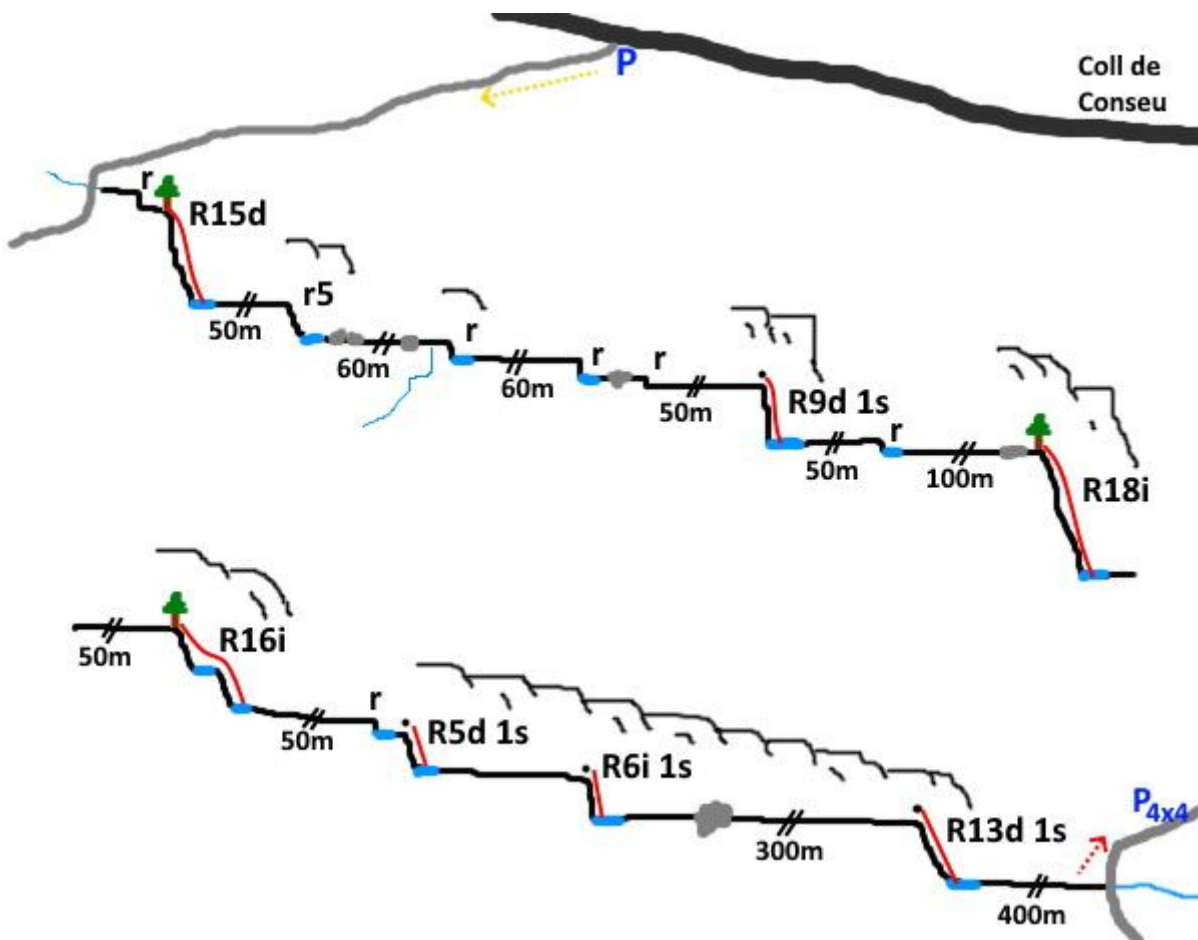 P
Coll de
Conseu
r
R15d
50m
r5
60m
r
60m
r
r
50m
R9d 1s
50m
r
100m
R18i
50m
R16i
50m
r
R5d 1s
R6i 1s
300m
R13d 1s
400m
P4x4